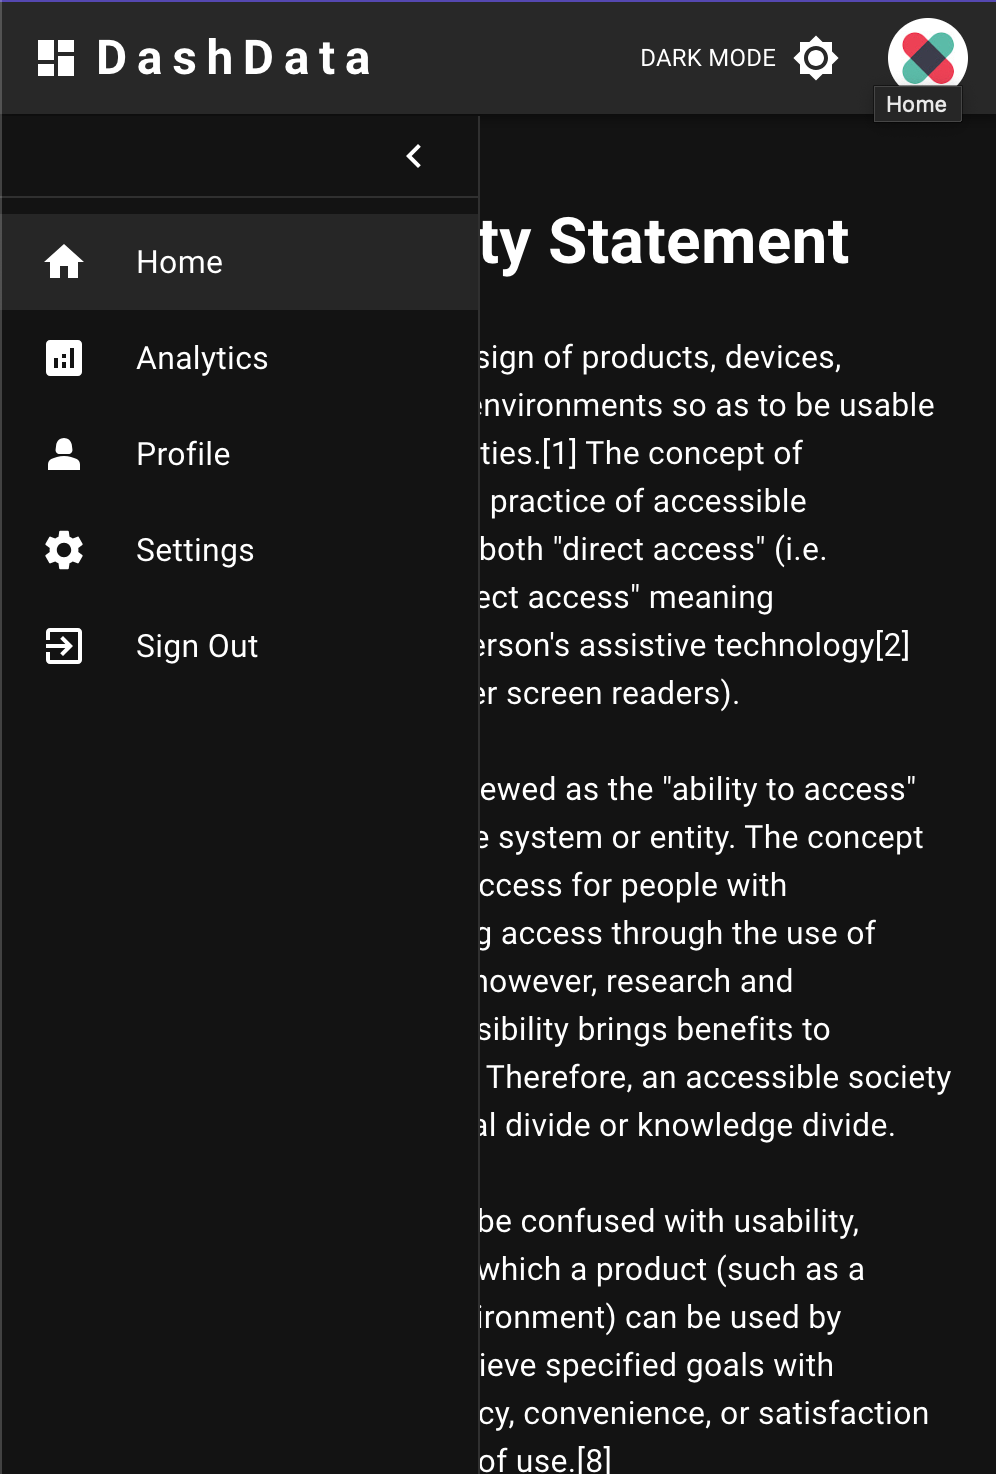 DashData
DARK MODE
Home
Home
Analytics
Profile
Settings
Sign Out
ty Statement
sign of products, devices,
environments so as to be usable
ties.[1] The concept of
practice of accessible
both "direct access" (i.e.
ect access" meaning
erson's assistive technology[2]
er screen readers).
ewed as the "ability to access"
e system or entity. The concept
ccess for people with
g access through the use of
however, research and
sibility brings benefits to
Therefore, an accessible society
al divide or knowledge divide.
be confused with usability,
which a product (such as a
ironment) can be used by
ieve specified goals with
cy, convenience, or satisfaction
of use.[8]